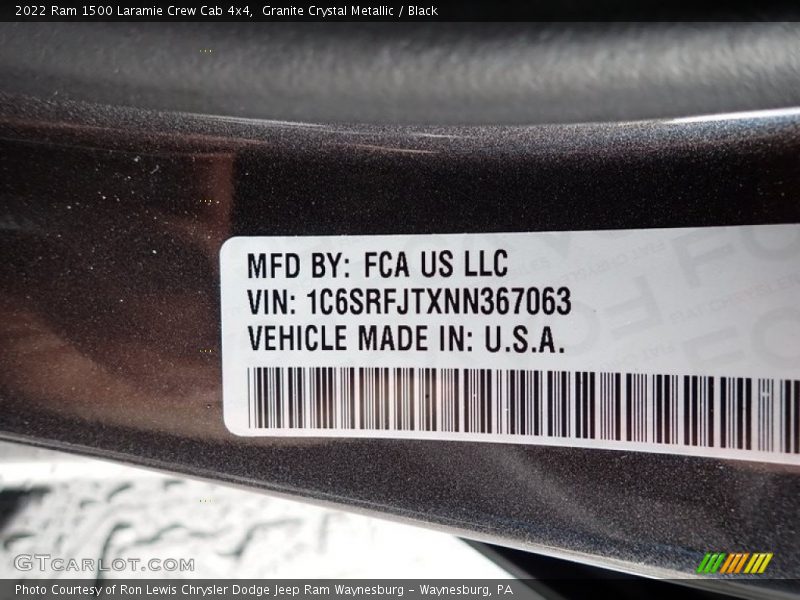 2022 Ram 1500 Laramie Crew Cab 4x4,  Granite Crystal Metallic / Black
MFD BY: FCA US LLC
VIN: 1C6SRFJTXNN367063
VEHICLE MADE IN: U.S.A.
GTCARLOT.COM
Photo Courtesy of Ron Lewis Chrysler Dodge Jeep Ram Waynesburg – Waynesburg, PA